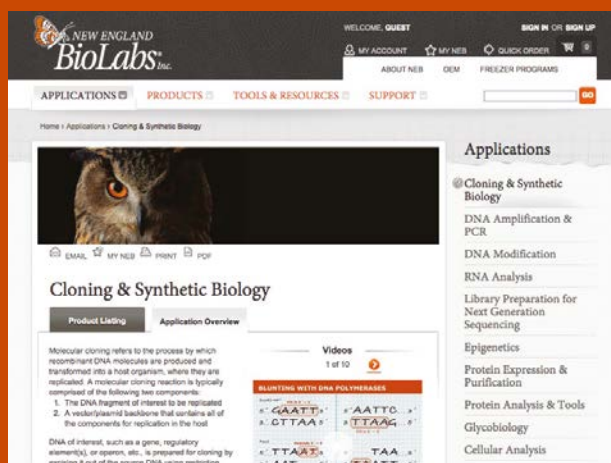 NEW ENGLAND
BioLabs Inc.
WELCOME, GUEST
SIGN IN OR SIGN UP
MY ACCOUNT
MY NEB
QUICK ORDER
0
ABOUT NEB
OEM
FREEZER PROGRAMS
APPLICATIONS
PRODUCTS
TOOLS & RESOURCES
SUPPORT
GO
Home › Applications › Cloning & Synthetic Biology
EMAIL
MY NEB
PRINT
PDF
Cloning & Synthetic Biology
Product Listing
Application Overview
Molecular cloning refers to the process by which
recombinant DNA molecules are produced and
transformed into a host organism, where they are
replicated. A molecular cloning reaction is typically
comprised of the following two components:
1. The DNA fragment of interest to be replicated
2. A vector/plasmid backbone that contains all of
the components for replication in the host
DNA of interest, such as a gene, regulatory
element(s), or operon, etc., is prepared for cloning by
Videos
1 of 10
BLUNTING WITH DNA POLYMERASES
GAATT
AATTC
CTTAA
TTAAG
TTAAT
TAA
Applications
Cloning & Synthetic
Biology
DNA Amplification &
PCR
DNA Modification
RNA Analysis
Library Preparation for
Next Generation
Sequencing
Epigenetics
Protein Expression &
Purification
Protein Analysis & Tools
Glycobiology
Cellular Analysis